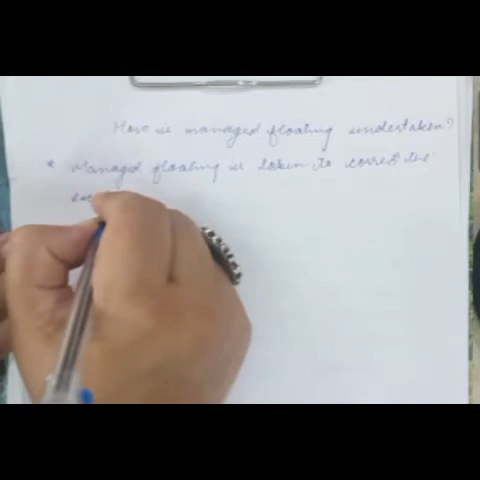 How is managed floating undertaken?
* Managed floating is taken to correct the